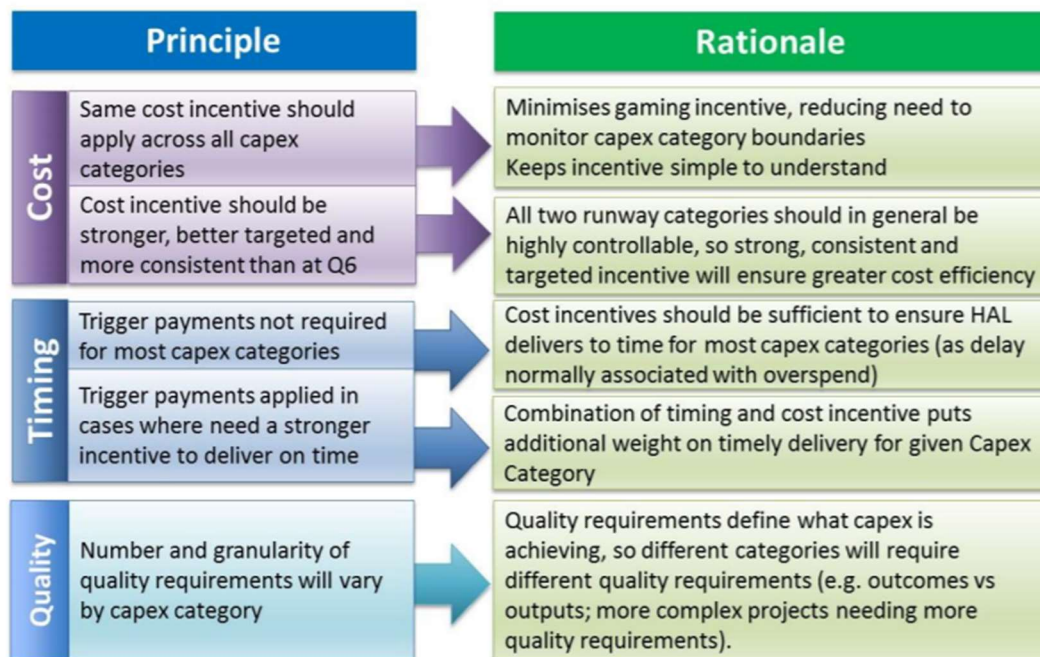 Principle
Rationale
Cost
Same cost incentive should
apply across all capex
categories
Minimises gaming incentive, reducing need to
monitor capex category boundaries
Keeps incentive simple to understand
Cost incentive should be
stronger, better targeted and
more consistent than at Q6
All two runway categories should in general be
highly controllable, so strong, consistent and
targeted incentive will ensure greater cost efficiency
Timing
Trigger payments not required
for most capex categories
Cost incentives should be sufficient to ensure HAL
delivers to time for most capex categories (as delay
normally associated with overspend)
Trigger payments applied in
cases where need a stronger
incentive to deliver on time
Combination of timing and cost incentive puts
additional weight on timely delivery for given Capex
Category
Quality
Number and granularity of
quality requirements will vary
by capex category
Quality requirements define what capex is
achieving, so different categories will require
different quality requirements (e.g. outcomes vs
outputs; more complex projects needing more
quality requirements).